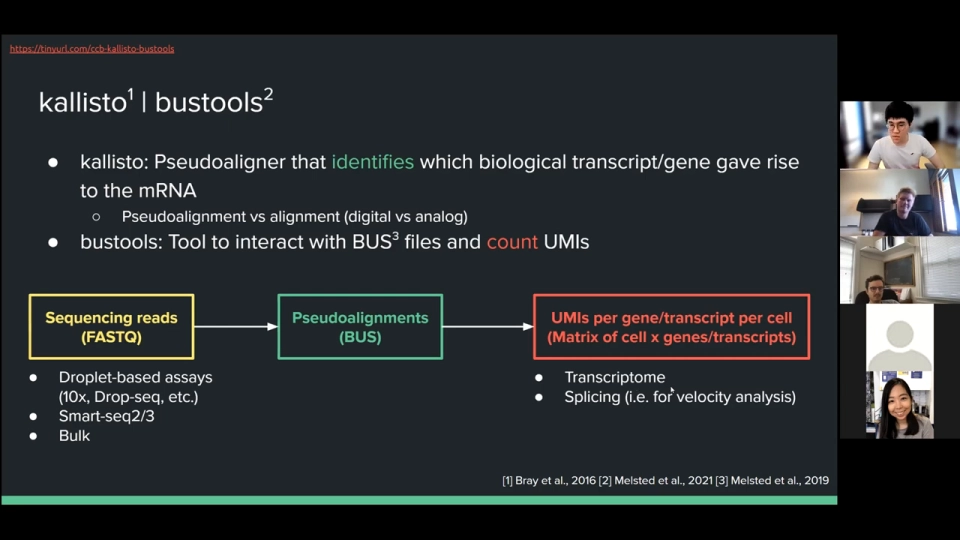 https://tinyurl.com/ccb-kallisto-bustools
kallisto1 | bustools2
● kallisto: Pseudoaligner that identifies which biological transcript/gene gave rise
to the mRNA
○ Pseudoalignment vs alignment (digital vs analog)
● bustools: Tool to interact with BUS3 files and count UMIs
Sequencing reads
(FASTQ)
Pseudoalignments
(BUS)
UMIs per gene/transcript per cell
(Matrix of cell x genes/transcripts)
● Droplet-based assays
(10x, Drop-seq, etc.)
● Smart-seq2/3
● Bulk
● Transcriptome
● Splicing (i.e. for velocity analysis)
[1] Bray et al., 2016 [2] Melsted et al., 2021 [3] Melsted et al., 2019